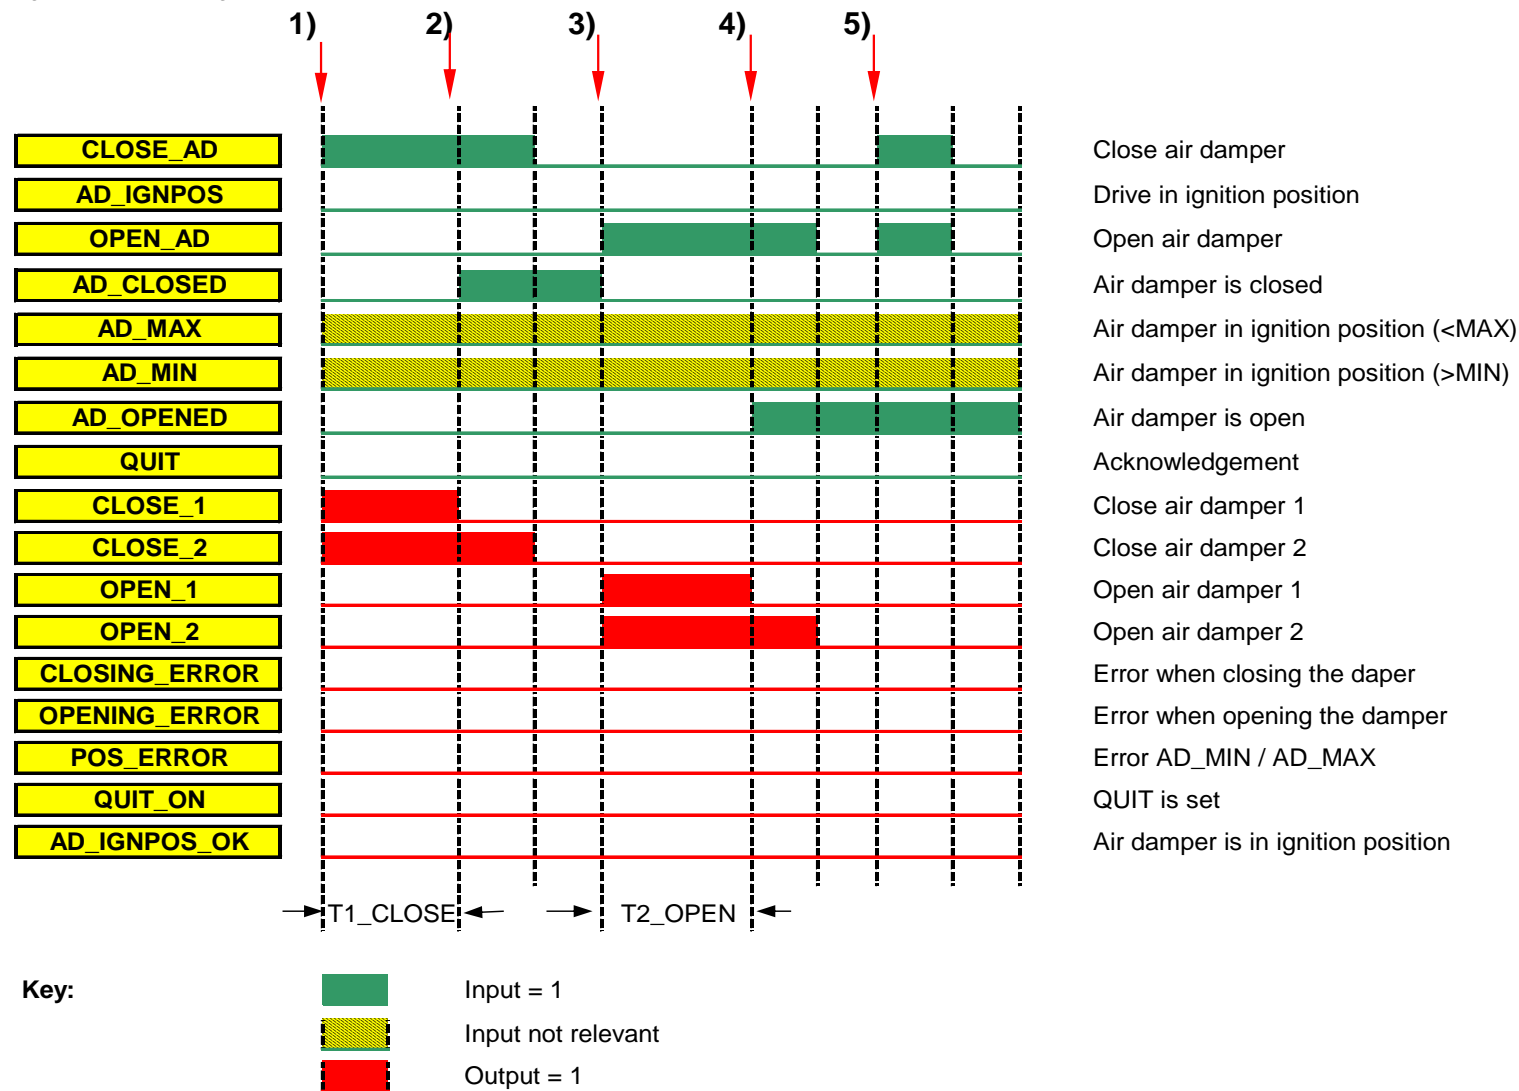 1) 2) 3) 4) 5)
CLOSE_AD Close air damper
AD_IGNPOS Drive in ignition position
OPEN_AD Open air damper
AD_CLOSED Air damper is closed
AD_MAX Air damper in ignition position (<MAX)
AD_MIN Air damper in ignition position (>MIN)
AD_OPENED Air damper is open
QUIT Acknowledgement
CLOSE_1 Close air damper 1
CLOSE_2 Close air damper 2
OPEN_1 Open air damper 1
OPEN_2 Open air damper 2
CLOSING_ERROR Error when closing the daper
OPENING_ERROR Error when opening the damper
POS_ERROR Error AD_MIN / AD_MAX
QUIT_ON QUIT is set
AD_IGNPOS_OK Air damper is in ignition position
T1_CLOSE T2_OPEN
Key: Input = 1
Input not relevant
Output = 1